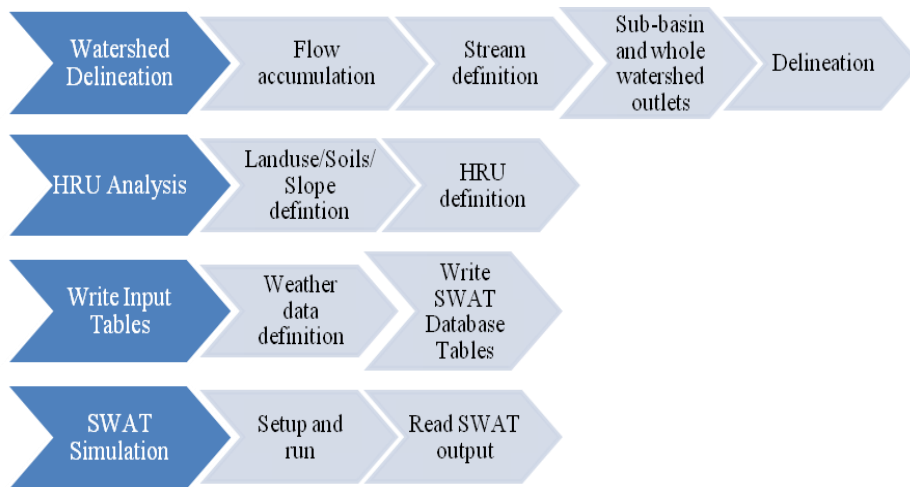 Watershed
Delineation
Flow
accumulation
Stream
definition
Sub-basin
and whole
watershed
outlets
Delineation
HRU Analysis
Landuse/Soils/
Slope
defintion
HRU
definition
Write Input
Tables
Weather
data
definition
Write
SWAT
Database
Tables
SWAT
Simulation
Setup and
run
Read SWAT
output